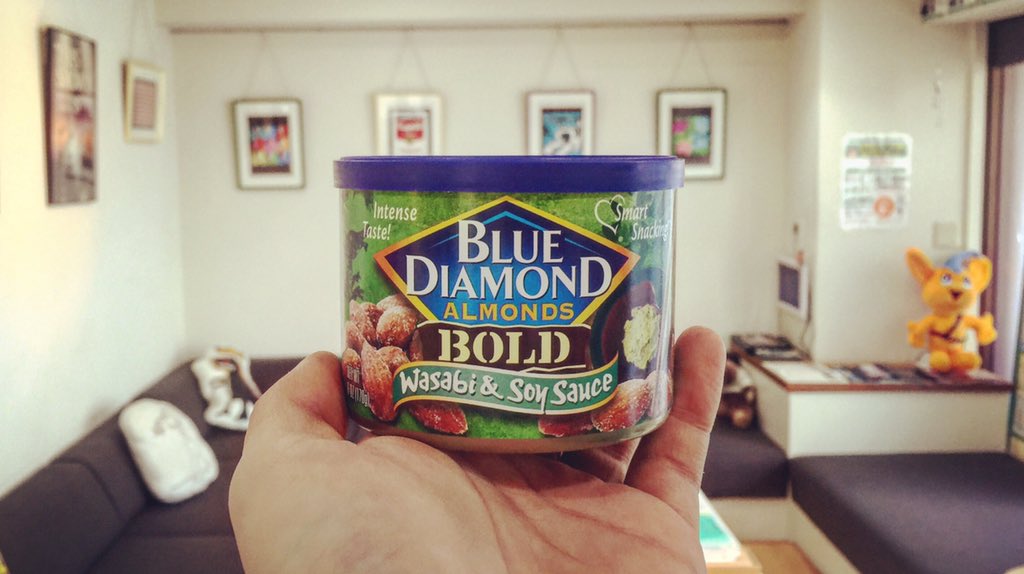 Intense
Taste!
Smart
Snacking
BLUE
DIAMOND
ALMONDS
BOLD
Wasabi & Soy Sauce